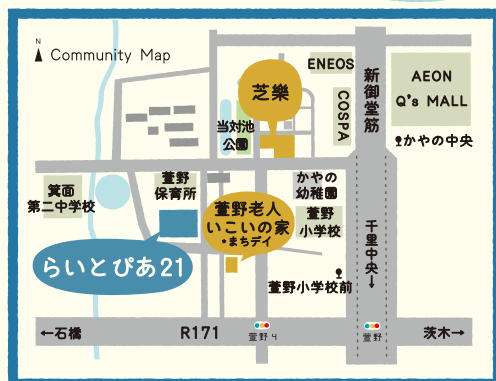 N
Community Map
ENEOS
新御堂筋
AEON
Q's MALL
芝樂
COSPA
当対池
公園
かやの中央
箕面
第二中学校
萱野
保育所
かやの
幼稚園
萱野老人
いこいの家
・まちデイ
萱野
小学校
千里中央→
らいとぴあ21
萱野小学校前
←石橋
R171
萱野4
萱野
茨木→